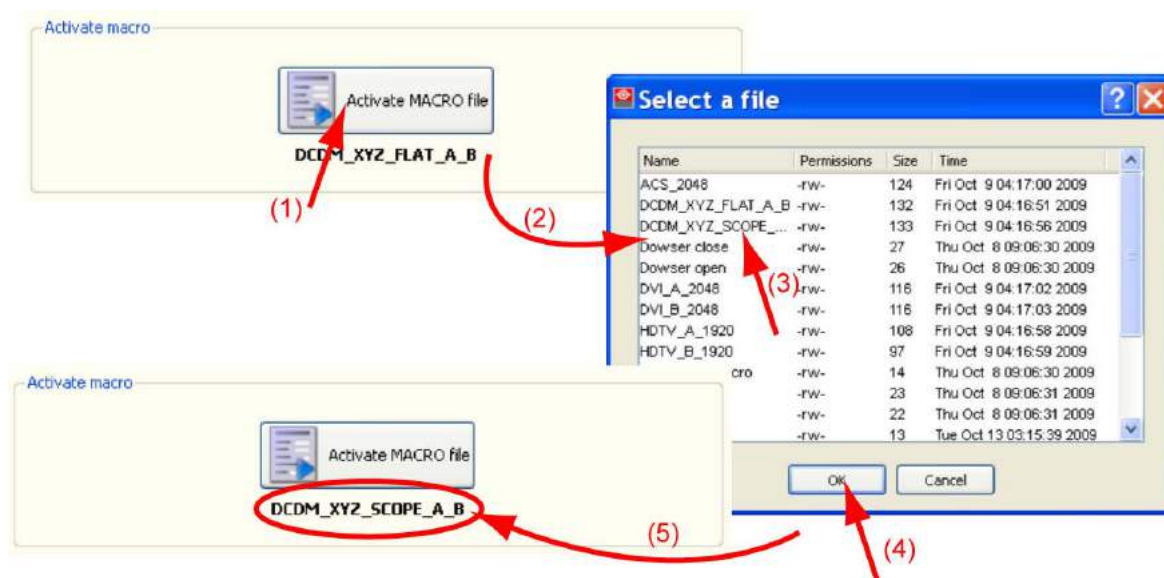 Activate macro
Activate MACRO file
DCDM_XYZ_FLAT_A_B
(1)
(2)
Select a file
Name Permissions Size Time
ACS_2048 -rw- 124 Fri Oct 9 04:17:00 2009
DCDM_XYZ_FLAT_A_B -rw- 132 Fri Oct 9 04:16:51 2009
DCDM_XYZ_SCOPE_... -rw- 133 Fri Oct 9 04:16:56 2009
Dowser close -rw- 27 Thu Oct 8 09:06:30 2009
Dowser open -rw- 26 Thu Oct 8 09:06:30 2009
(3)
DVI_A_2048 -rw- 116 Fri Oct 9 04:17:02 2009
DVI_B_2048 -rw- 116 Fri Oct 9 04:17:03 2009
HDTV_A_1920 -rw- 108 Fri Oct 9 04:16:58 2009
HDTV_B_1920 -rw- 97 Fri Oct 9 04:16:59 2009
cro -rw- 14 Thu Oct 8 09:06:30 2009
-rw- 23 Thu Oct 8 09:06:31 2009
-rw- 22 Thu Oct 8 09:06:31 2009
-rw- 13 Tue Oct 13 03:15:39 2009
OK Cancel
(4)
Activate macro
Activate MACRO file
DCDM_XYZ_SCOPE_A_B
(5)